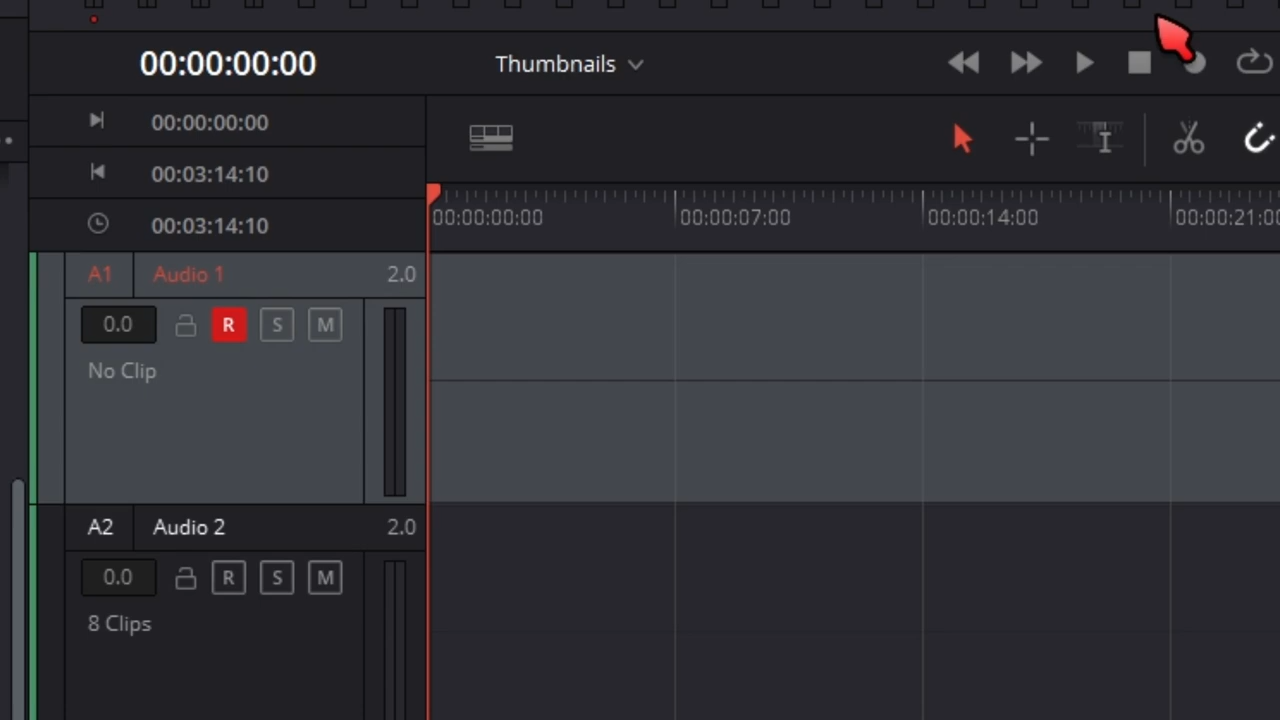 00:00:00:00
Thumbnails
00:00:00:00
00:03:14:10
00:03:14:10
00:00:00:00 00:00:07:00 00:00:14:00 00:00:21:00
A1 Audio 1 2.0
0.0 R S M
No Clip
A2 Audio 2 2.0
0.0 R S M
8 Clips